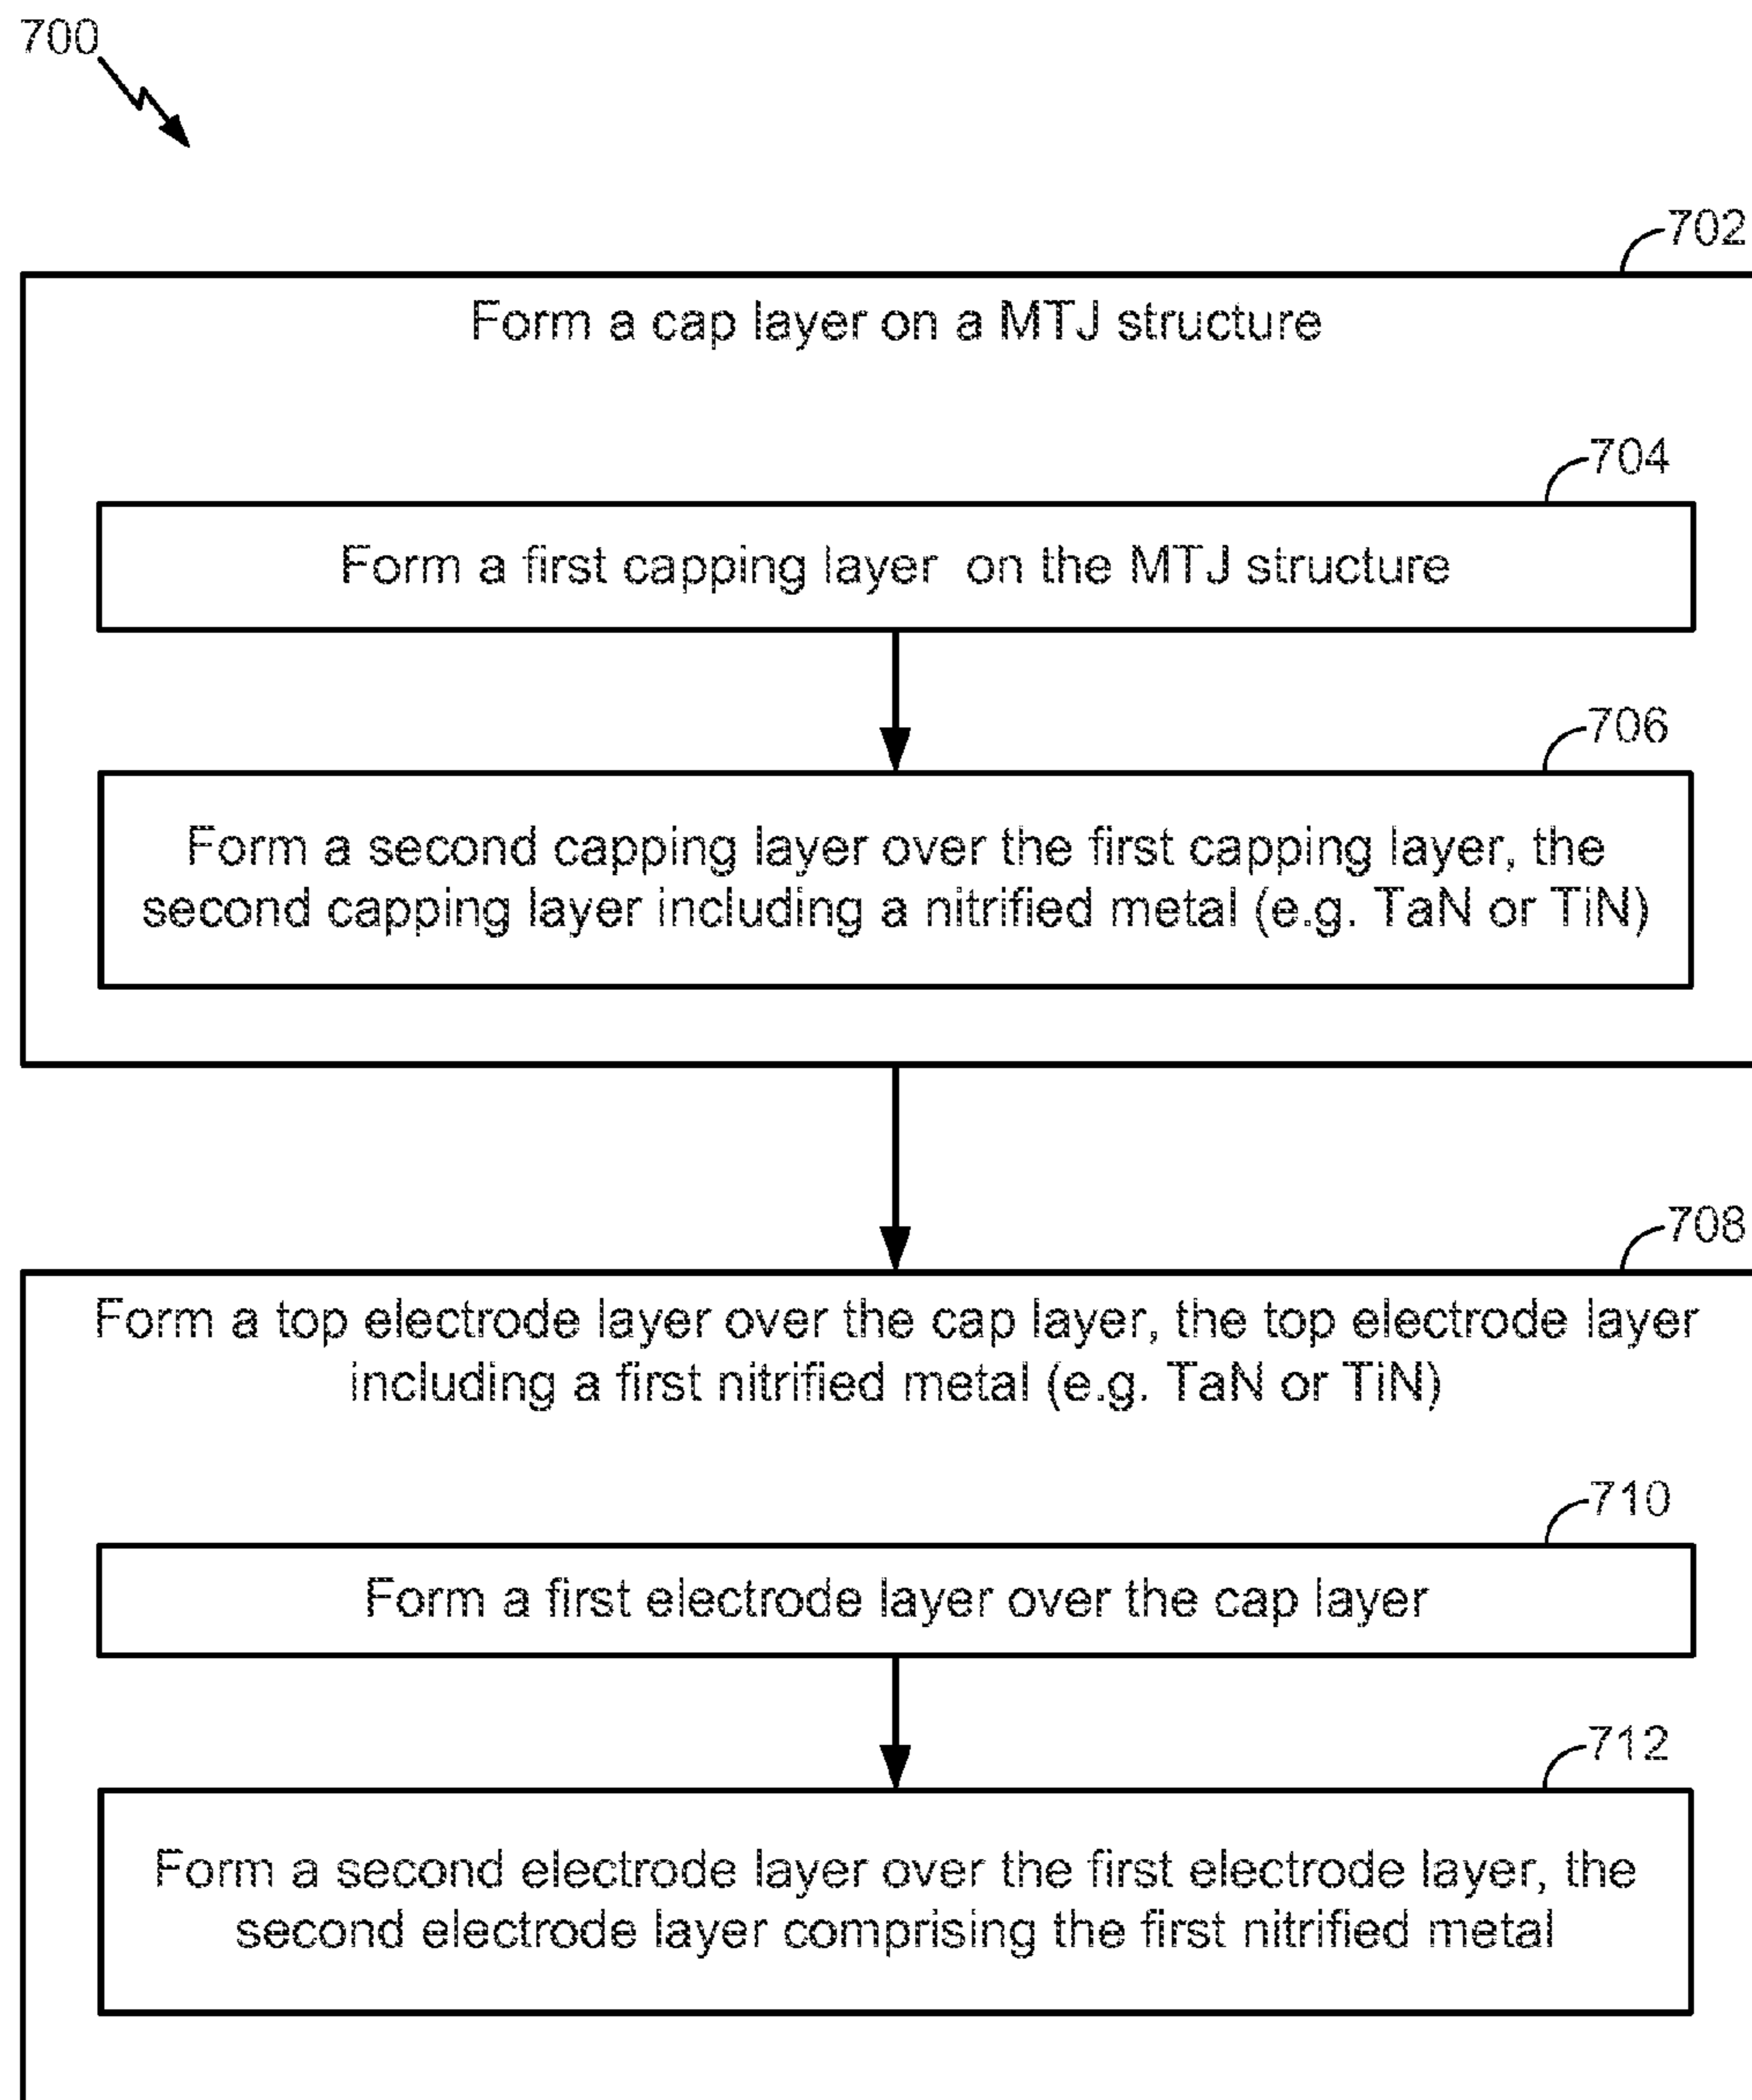 700
702
Form a cap layer on a MTJ structure
704
Form a first capping layer on the MTJ structure
706
Form a second capping layer over the first capping layer, the
second capping layer including a nitrified metal (e.g. TaN or TiN)
708
Form a top electrode layer over the cap layer, the top electrode layer
including a first nitrified metal (e.g. TaN or TiN)
710
Form a first electrode layer over the cap layer
712
Form a second electrode layer over the first electrode layer, the
second electrode layer comprising the first nitrified metal